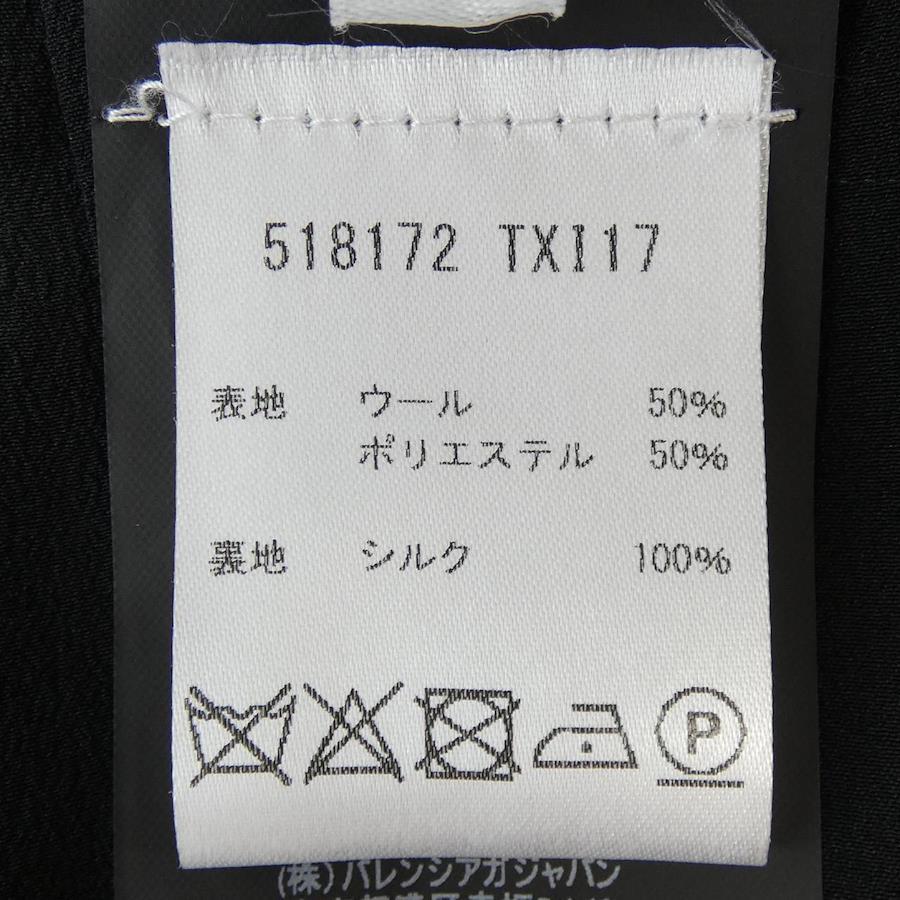 518172 TXI17
表地 ウール 50%
ポリエステル 50%
裏地 シルク 100%
P
(株)バレンシアガジャパン